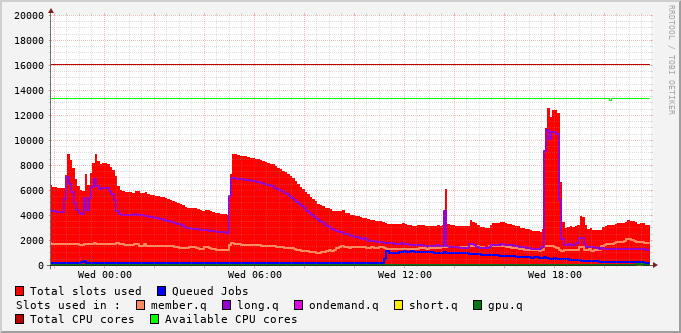 RRDTOOL / TOBI OETIKER
20000
18000
16000
14000
12000
10000
8000
6000
4000
2000
0
Wed 00:00 Wed 06:00 Wed 12:00 Wed 18:00
Total slots used Queued Jobs
Slots used in : member.q long.q ondemand.q short.q gpu.q
Total CPU cores Available CPU cores